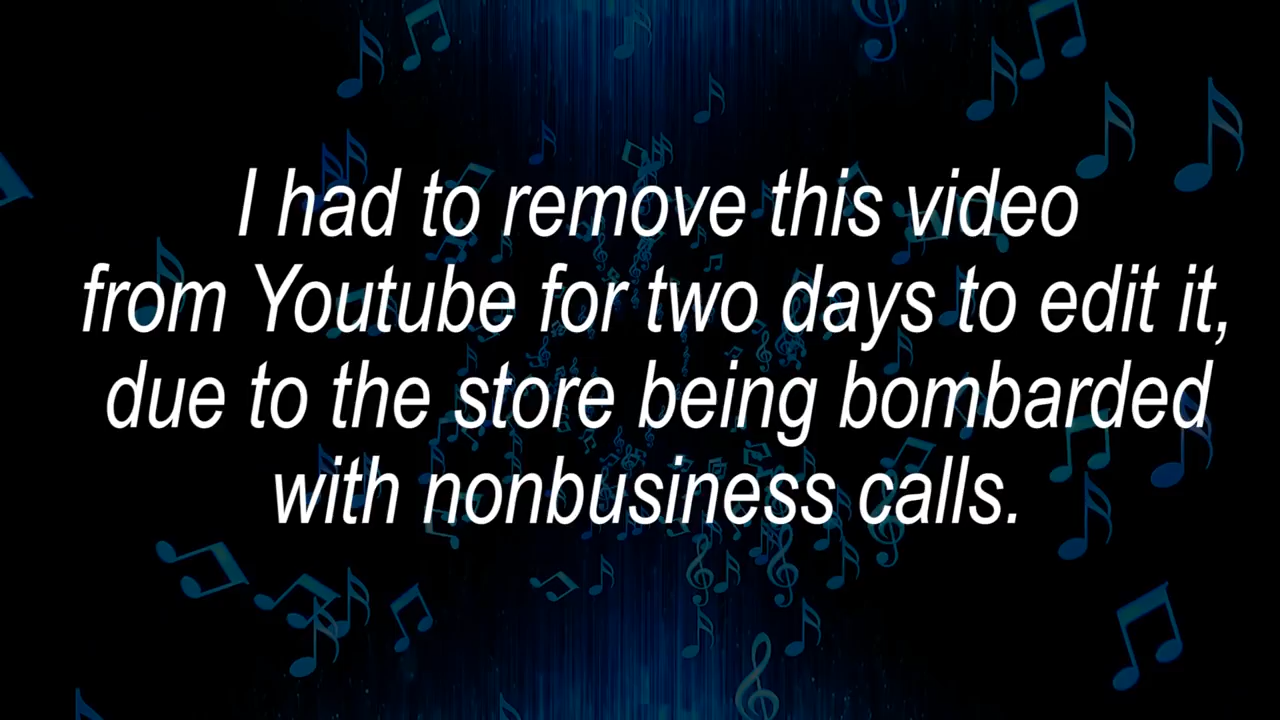 I had to remove this video
from Youtube for two days to edit it,
due to the store being bombarded
with nonbusiness calls.